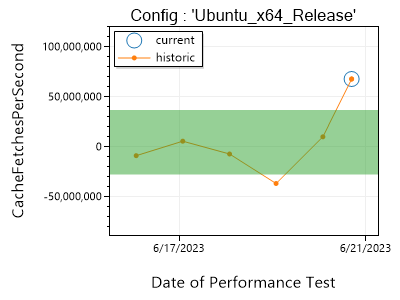 Config : 'Ubuntu_x64_Release'
current
historic
CacheFetchesPerSecond
100,000,000
50,000,000
0
-50,000,000
6/17/2023
6/21/2023
Date of Performance Test